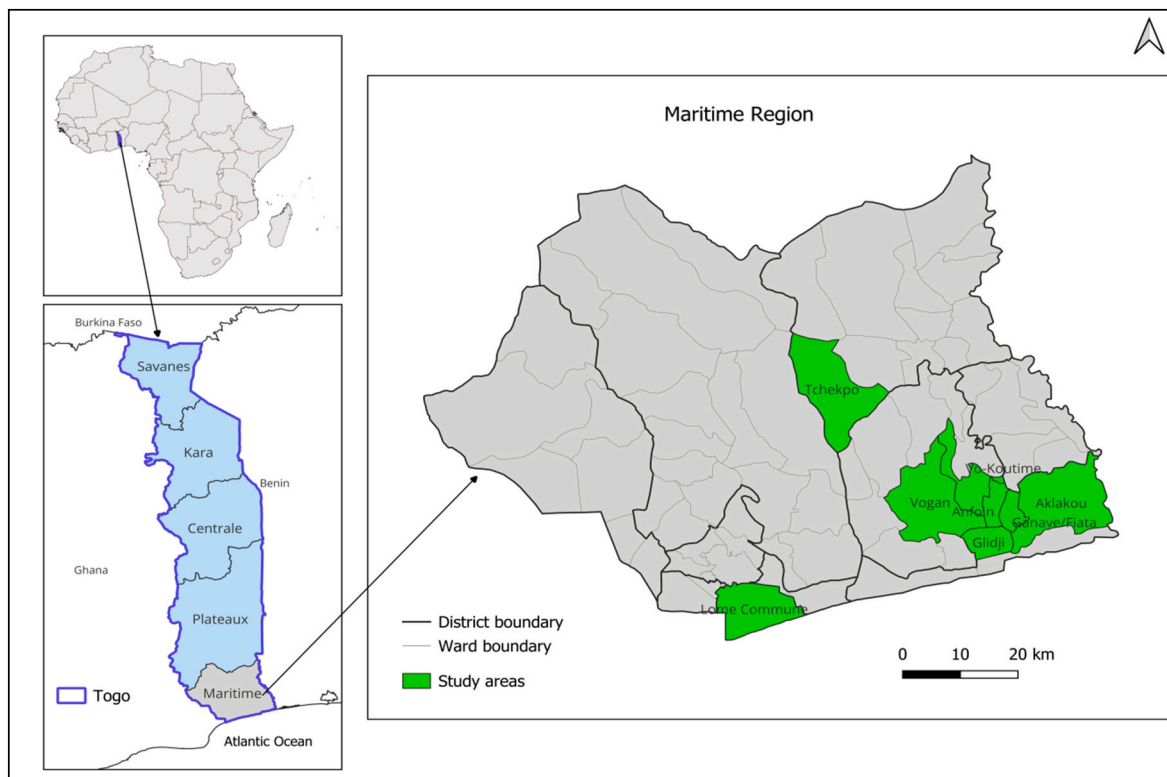 Burkina Faso
Savanes
Kara
Benin
Centrale
Ghana
Plateaux
Maritime
Togo
Atlantic Ocean
Maritime Region
Tchekpo
Vo-Koutime
Vogan
Anfoin
Aklakou
Ganave/Fiata
Glidji
Lome Commune
District boundary
Ward boundary
Study areas
0 10 20 km